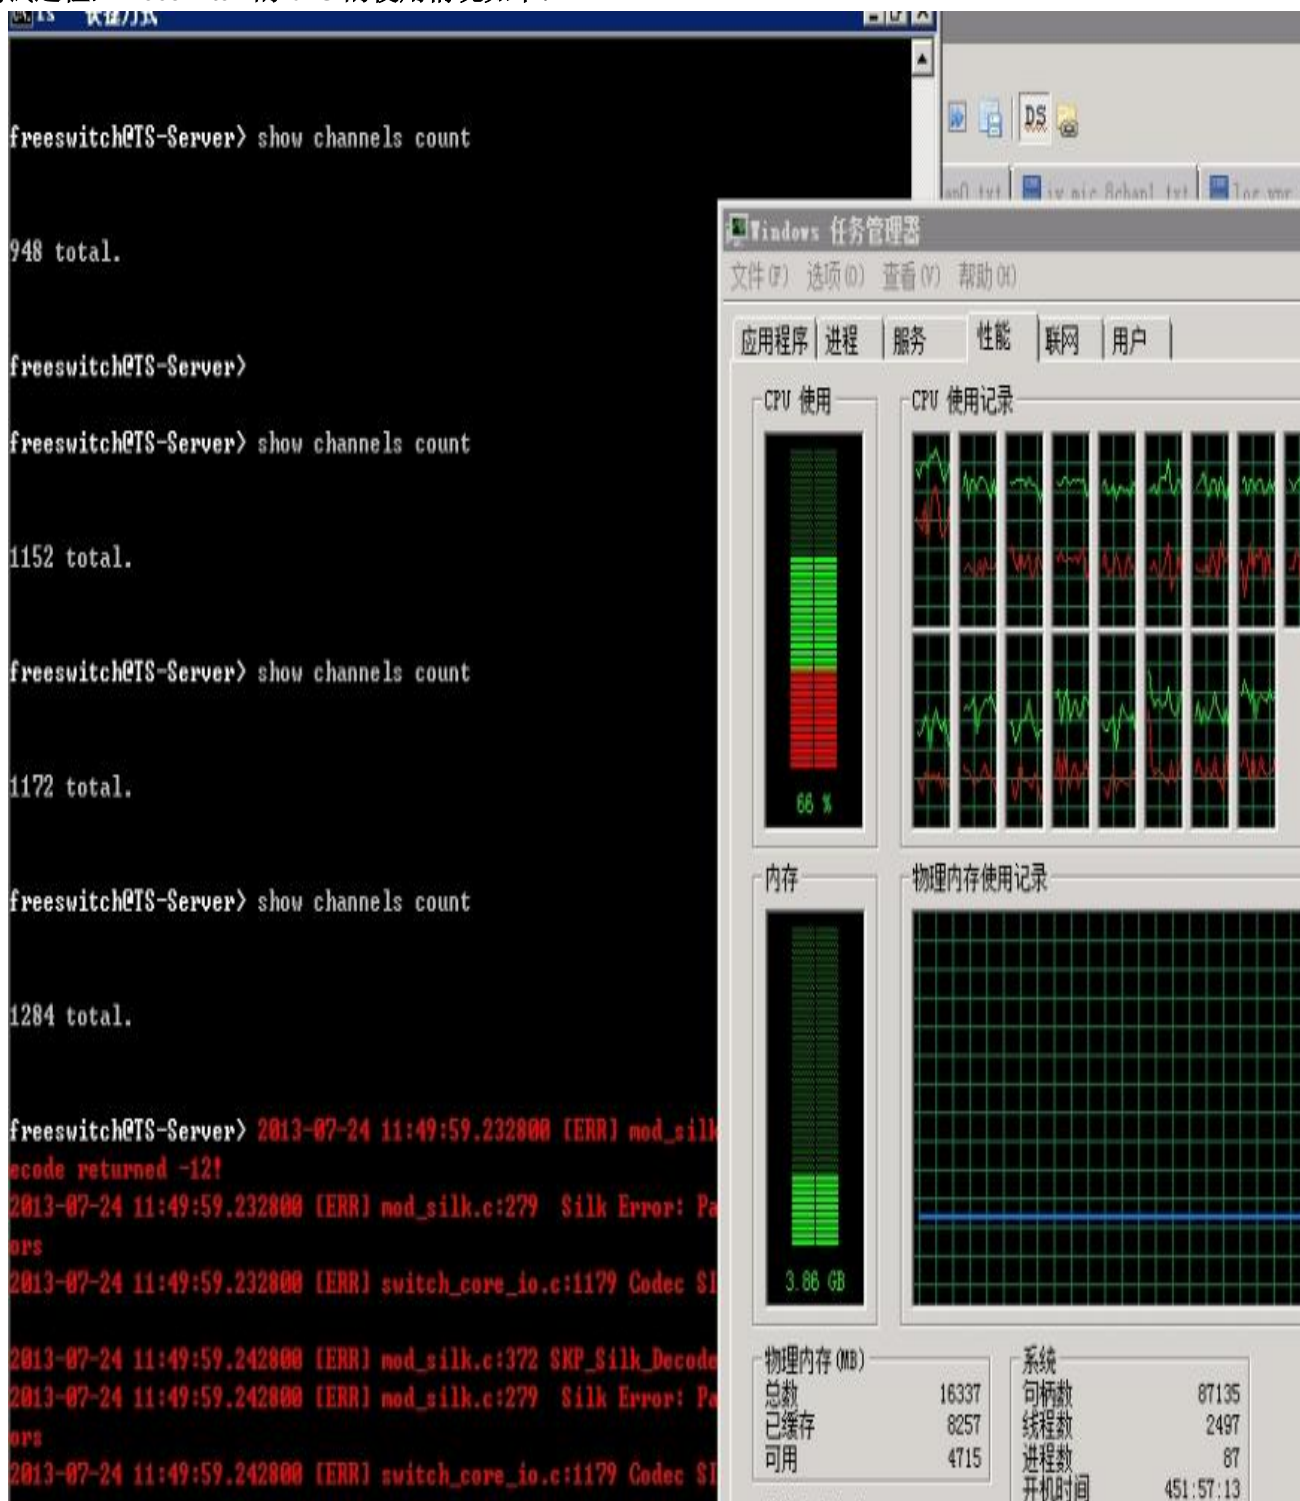 freeswitch@TS-Server> show channels count
948 total.
freeswitch@TS-Server>
freeswitch@TS-Server> show channels count
1152 total.
freeswitch@TS-Server> show channels count
1172 total.
freeswitch@TS-Server> show channels count
1284 total.
freeswitch@TS-Server> 2013-07-24 11:49:59.232800 [ERR] mod_silk
ecode returned -12!
2013-07-24 11:49:59.232800 [ERR] mod_silk.c:279 Silk Error: Pa
ors
2013-07-24 11:49:59.232800 [ERR] switch_core_io.c:1179 Codec SI
2013-07-24 11:49:59.242800 [ERR] mod_silk.c:372 SKP_Silk_Decode
2013-07-24 11:49:59.242800 [ERR] mod_silk.c:279 Silk Error: Pa
ors
2013-07-24 11:49:59.242800 [ERR] switch_core_io.c:1179 Codec SI
DS
Windows 任务管理器
文件(F) 选项(O) 查看(V) 帮助(H)
应用程序 进程 服务 性能 联网 用户
CPU 使用
CPU 使用记录
66 %
内存
物理内存使用记录
3.86 GB
物理内存(MB)
总数 16337
已缓存 8257
可用 4715
系统
句柄数 87135
线程数 2497
进程数 87
开机时间 451:57:13